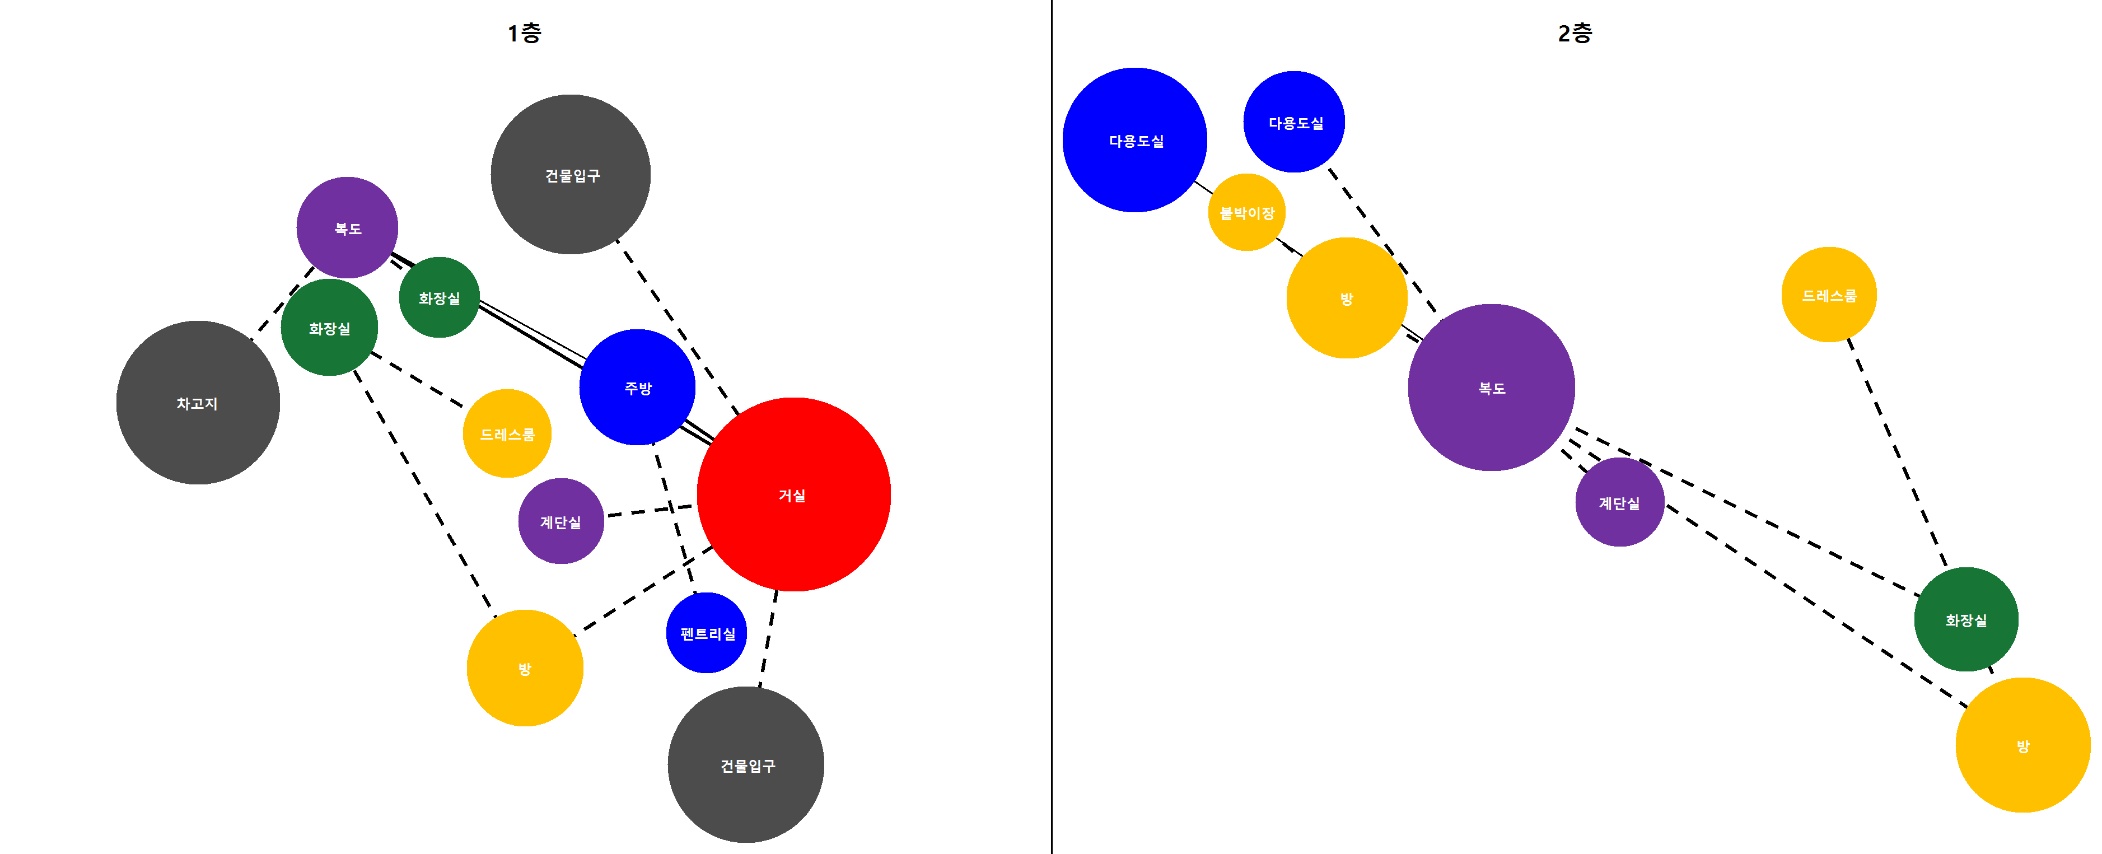 1층
건물입구
복도
화장실
화장실
주방
차고지
드레스룸
거실
계단실
펜트리실
방
건물입구
2층
다용도실
다용도실
붙박이장
방
드레스룸
복도
계단실
화장실
방